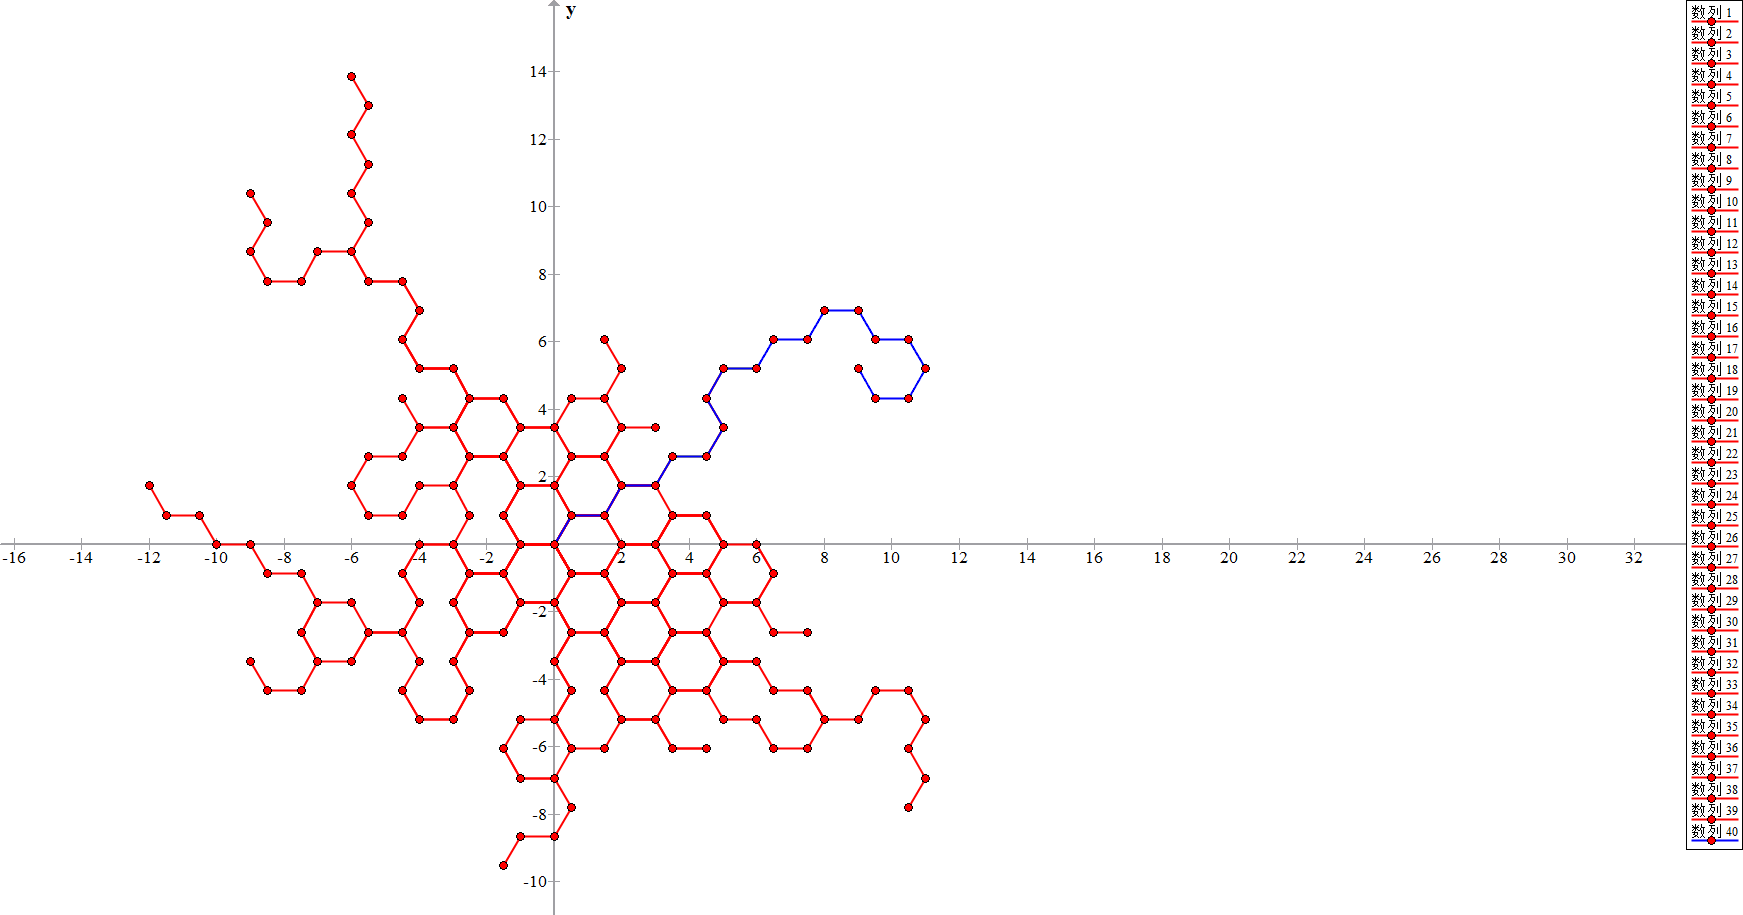 y
14
12
10
8
6
4
2
-16 -14 -12 -10 -8 -6 -4 -2 2 4 6 8 10 12 14 16 18 20 22 24 26 28 30 32
-2
-4
-6
-8
-10
数列 1
数列 2
数列 3
数列 4
数列 5
数列 6
数列 7
数列 8
数列 9
数列 10
数列 11
数列 12
数列 13
数列 14
数列 15
数列 16
数列 17
数列 18
数列 19
数列 20
数列 21
数列 22
数列 23
数列 24
数列 25
数列 26
数列 27
数列 28
数列 29
数列 30
数列 31
数列 32
数列 33
数列 34
数列 35
数列 36
数列 37
数列 38
数列 39
数列 40